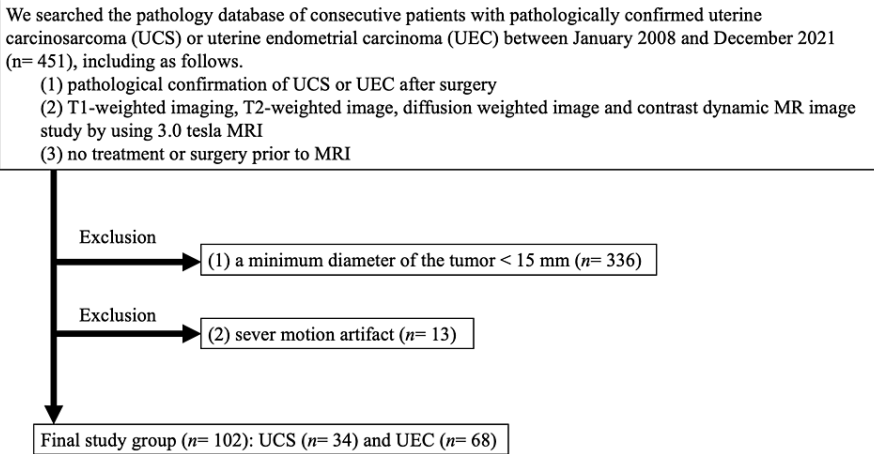 We searched the pathology database of consecutive patients with pathologically confirmed uterine
carcinosarcoma (UCS) or uterine endometrial carcinoma (UEC) between January 2008 and December 2021
(n= 451), including as follows.
(1) pathological confirmation of UCS or UEC after surgery
(2) T1-weighted imaging, T2-weighted image, diffusion weighted image and contrast dynamic MR image
study by using 3.0 tesla MRI
(3) no treatment or surgery prior to MRI
Exclusion
(1) a minimum diameter of the tumor < 15 mm (n= 336)
Exclusion
(2) sever motion artifact (n= 13)
Final study group (n= 102): UCS (n= 34) and UEC (n= 68)